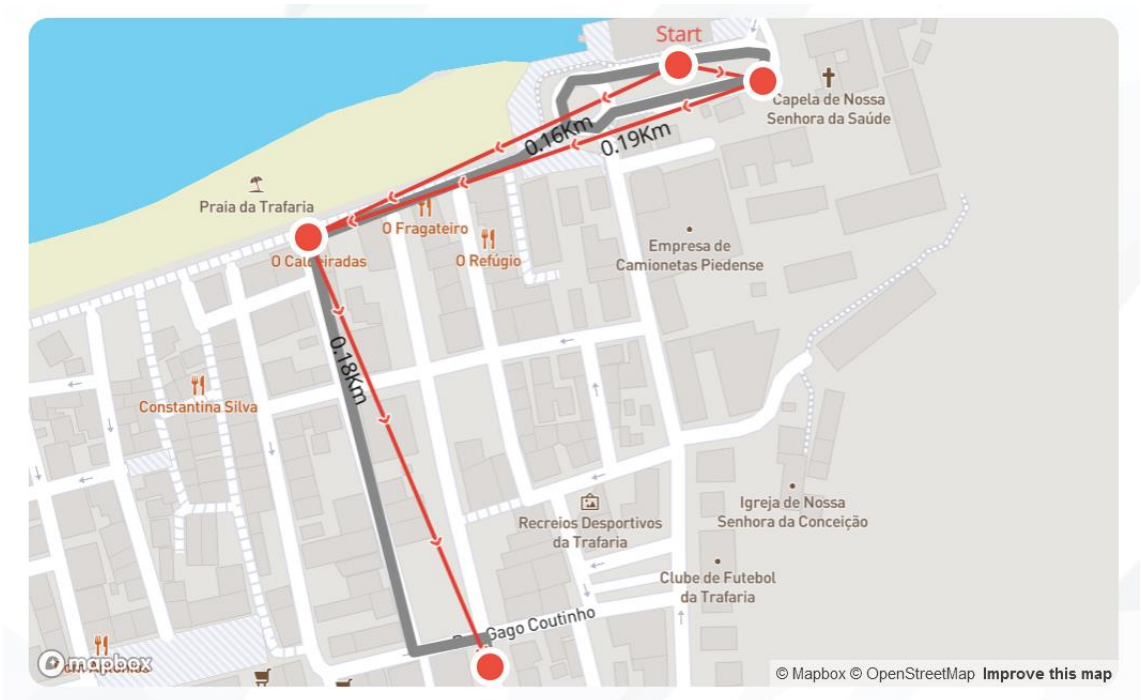 Start
Capela de Nossa
Senhora da Saúde
0.16Km
0.19Km
Praia da Trafaria
O Fragateiro
O Refúgio
Empresa de
Camionetas Piedense
0.18Km
Constantina Silva
Igreja de Nossa
Senhora da Conceição
Recreios Desportivos
da Trafaria
Clube de Futebol
da Trafaria
Gago Coutinho
mapbox
© Mapbox © OpenStreetMap Improve this map